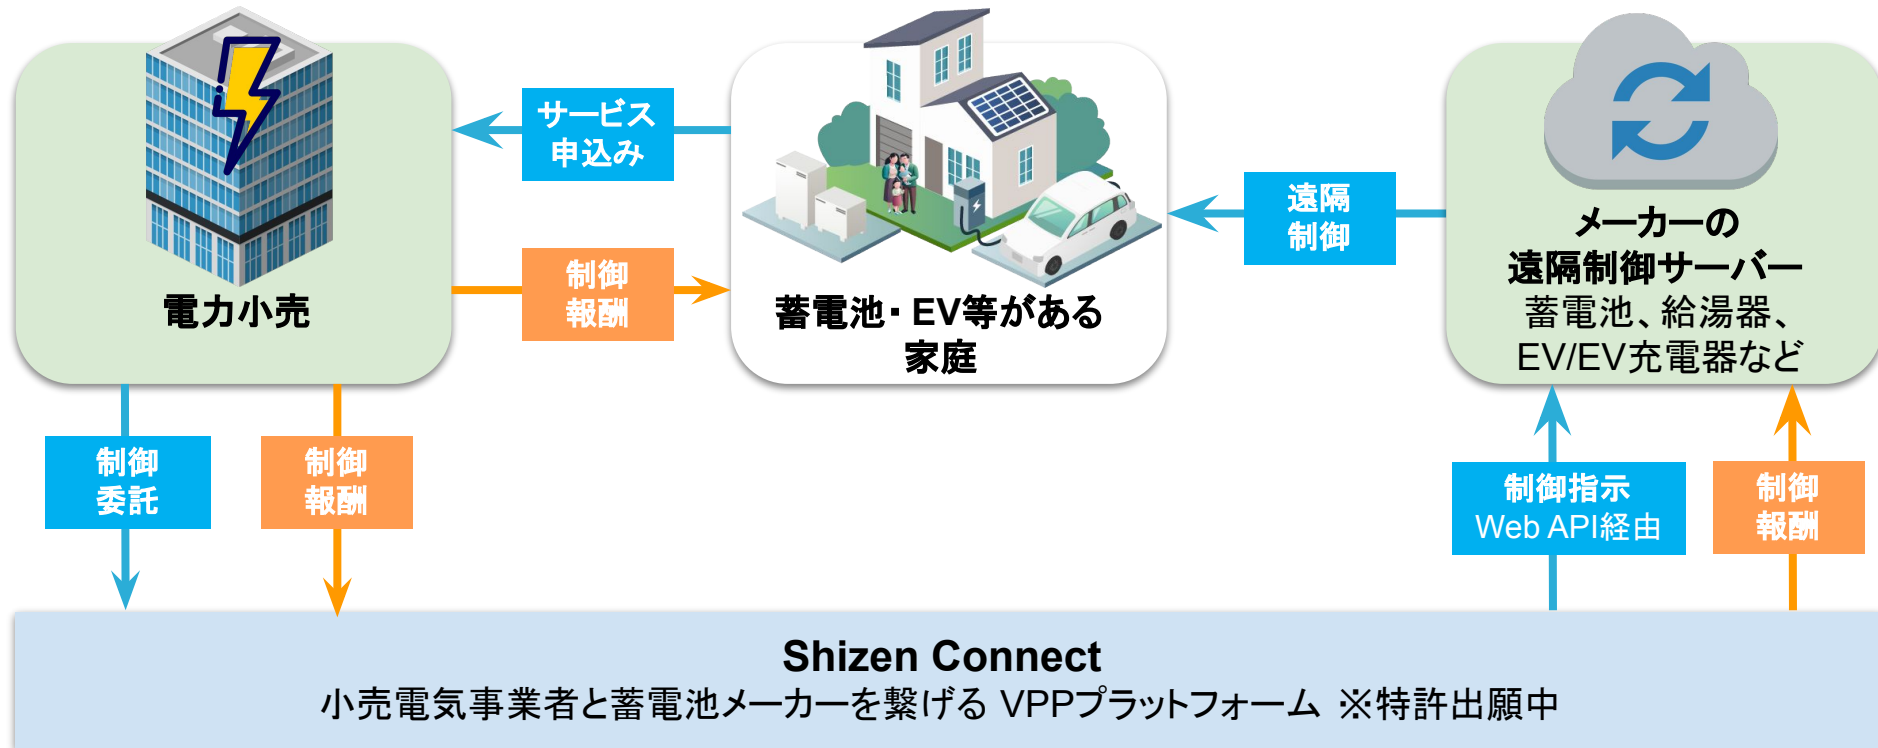 サービス
申込み
制御
報酬
遠隔
制御
電力小売
蓄電池・EV等がある
家庭
メーカーの
遠隔制御サーバー
蓄電池、給湯器、
EV/EV充電器など
制御
委託
制御
報酬
制御指示
Web API経由
制御
報酬
Shizen Connect
小売電気事業者と蓄電池メーカーを繋げる VPPプラットフォーム ※特許出願中